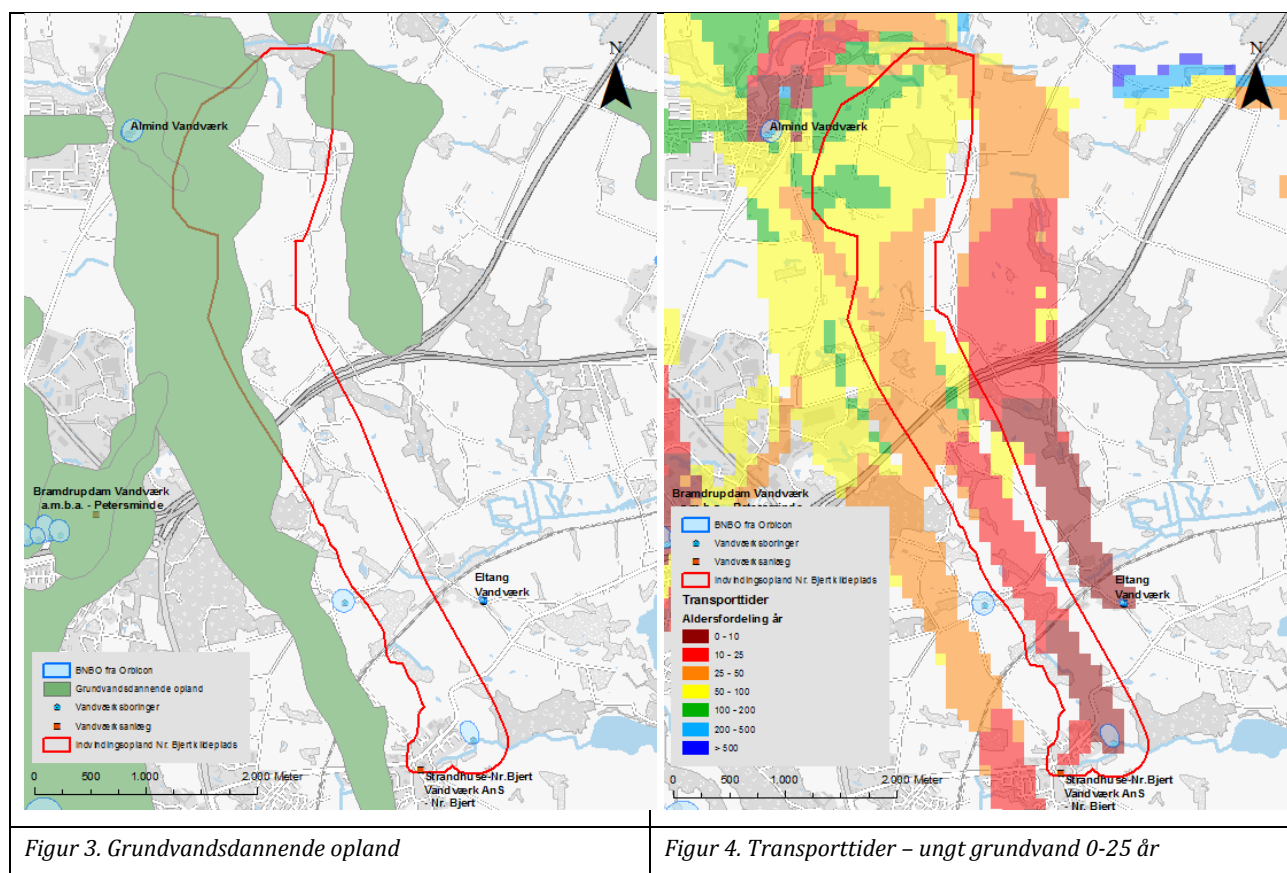 N
Almind Vandværk
Bramdrupdam Vandværk
a.m.b.a. - Petersminde
Eltang
Vandværk
BNBO fra Orbicon
Grundvandsdannende opland
Vandværksboringer
Vandværksanlæg
Indvindingsopland Nr. Bjert kildeplads
0 500 1.000 2.000 Meter
Strandhuse-Nr.Bjert
Vandværk AnS
- Nr. Bjert
N
Almind Vandværk
Bramdrupdam Vandværk
a.m.b.a. - Petersminde
BNBO fra Orbicon
Vandværksboringer
Vandværksanlæg
Indvindingsopland Nr. Bjert kildeplads
Transporttider
Aldersfordeling år
0 - 10
10 - 25
25 - 50
50 - 100
100 - 200
200 - 500
> 500
Eltang
Vandværk
0 500 1.000 2.000 Meter
Strandhuse-Nr.Bjert
Vandværk AnS
- Nr. Bjert
Figur 3. Grundvandsdannende opland
Figur 4. Transporttider – ungt grundvand 0-25 år